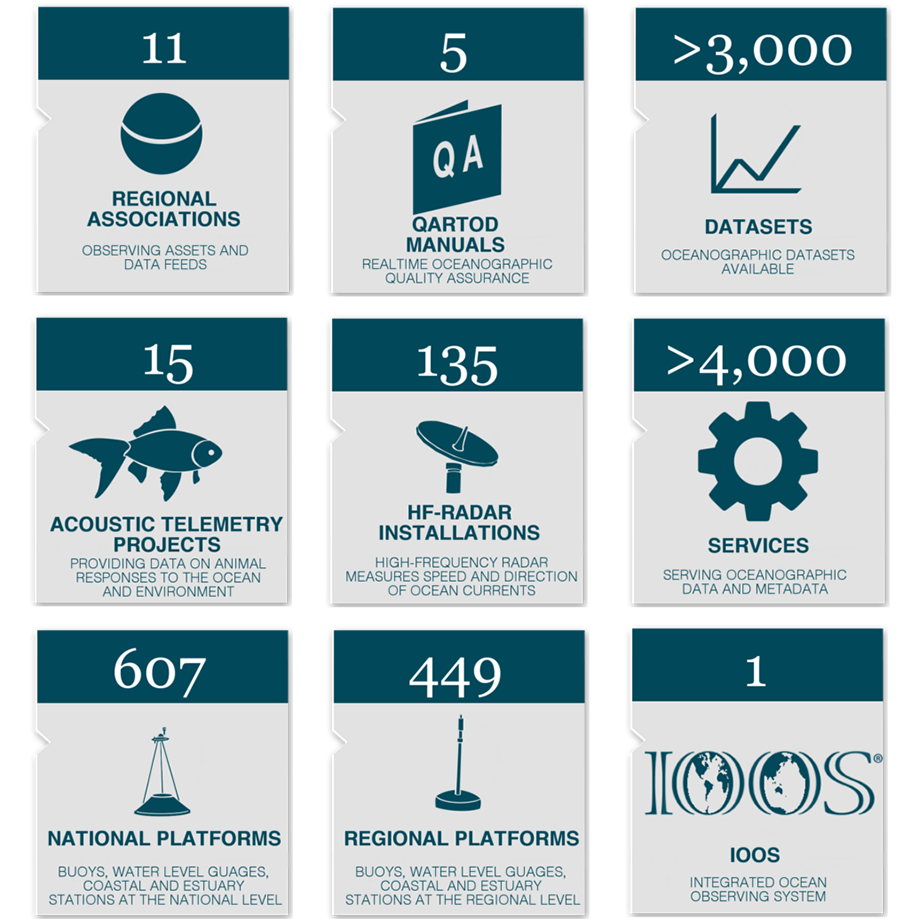 11
REGIONAL
ASSOCIATIONS
OBSERVING ASSETS AND
DATA FEEDS
5
QA
QARTOD
MANUALS
REALTIME OCEANOGRAPHIC
QUALITY ASSURANCE
>3,000
DATASETS
OCEANOGRAPHIC DATASETS
AVAILABLE
15
ACOUSTIC TELEMETRY
PROJECTS
PROVIDING DATA ON ANIMAL
RESPONSES TO THE OCEAN
AND ENVIRONMENT
135
HF-RADAR
INSTALLATIONS
HIGH-FREQUENCY RADAR
MEASURES SPEED AND DIRECTION
OF OCEAN CURRENTS
>4,000
SERVICES
SERVING OCEANOGRAPHIC
DATA AND METADATA
607
NATIONAL PLATFORMS
BUOYS, WATER LEVEL GUAGES,
COASTAL AND ESTUARY
STATIONS AT THE NATIONAL LEVEL
449
REGIONAL PLATFORMS
BUOYS, WATER LEVEL GUAGES,
COASTAL AND ESTUARY
STATIONS AT THE REGIONAL LEVEL
1
IOOS®
IOOS
INTEGRATED OCEAN
OBSERVING SYSTEM